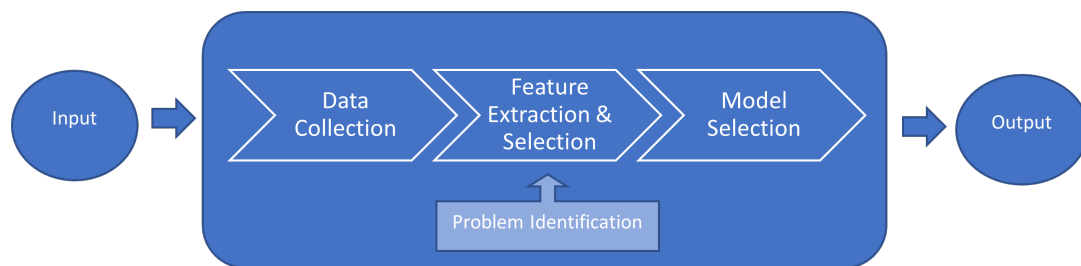 Input
Data
Collection
Feature
Extraction &
Selection
Model
Selection
Output
Problem Identification